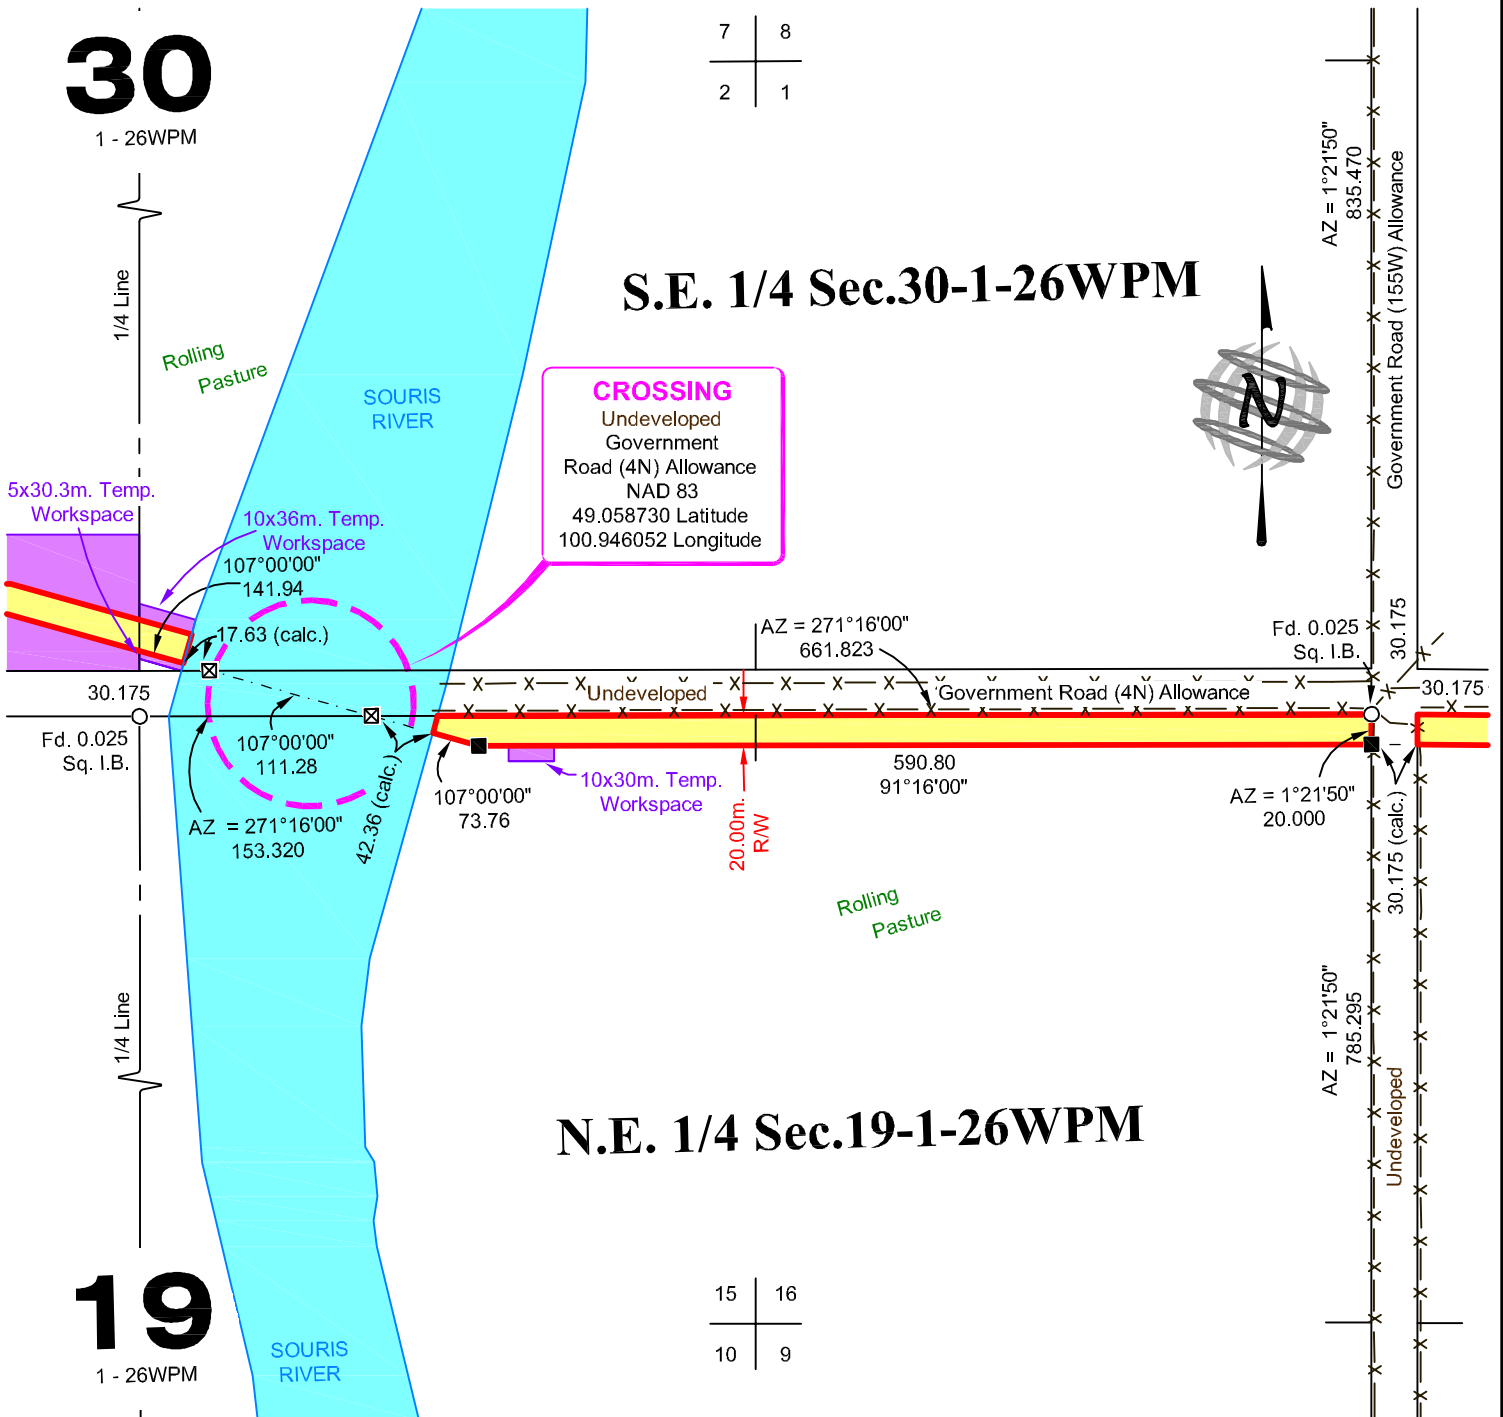 30
1 - 26WPM
7 8
2 1
1/4 Line
Rolling
Pasture
SOURIS
RIVER
S.E. 1/4 Sec.30-1-26WPM
AZ = 1°21'50"
835.470
Government Road (155W) Allowance
N
CROSSING
Undeveloped
Government
Road (4N) Allowance
NAD 83
49.058730 Latitude
100.946052 Longitude
5x30.3m. Temp.
Workspace
10x36m. Temp.
Workspace
107°00'00"
141.94
17.63 (calc.)
30.175
Fd. 0.025
Sq. I.B.
107°00'00"
111.28
AZ = 271°16'00"
153.320
42.36 (calc.)
107°00'00"
73.76
AZ = 271°16'00"
661.823
Undeveloped Government Road (4N) Allowance
10x30m. Temp.
Workspace
20.00m.
R/W
590.80
91°16'00"
Fd. 0.025
Sq. I.B.
30.175
30.175
AZ = 1°21'50"
20.000
30.175 (calc.)
Rolling
Pasture
1/4 Line
AZ = 1°21'50"
785.295
Undeveloped
N.E. 1/4 Sec.19-1-26WPM
19
1 - 26WPM
SOURIS
RIVER
15 16
10 9